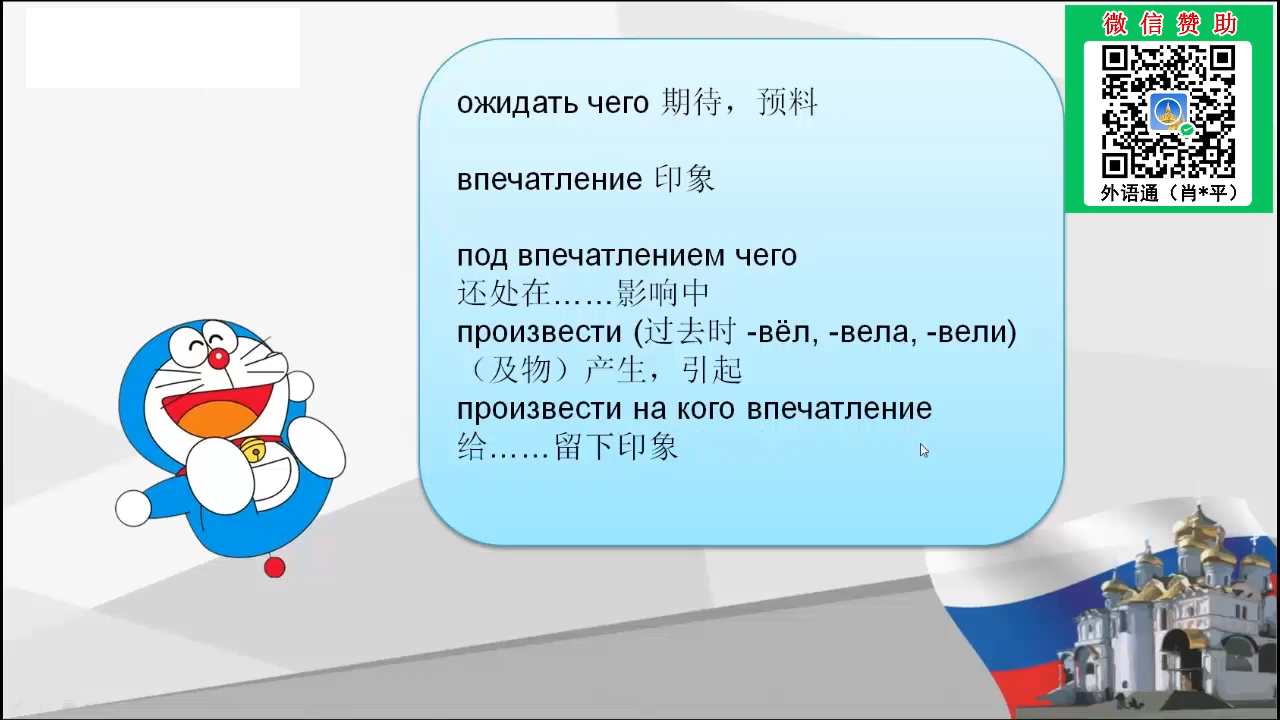 微信赞助
ожидать чего 期待，预料
впечатление 印象
под впечатлением чего
还处在……影响中
произвести (过去时 -вёл, -вела, -вели)
（及物）产生，引起
произвести на кого впечатление
给……留下印象
外语通（肖*平）